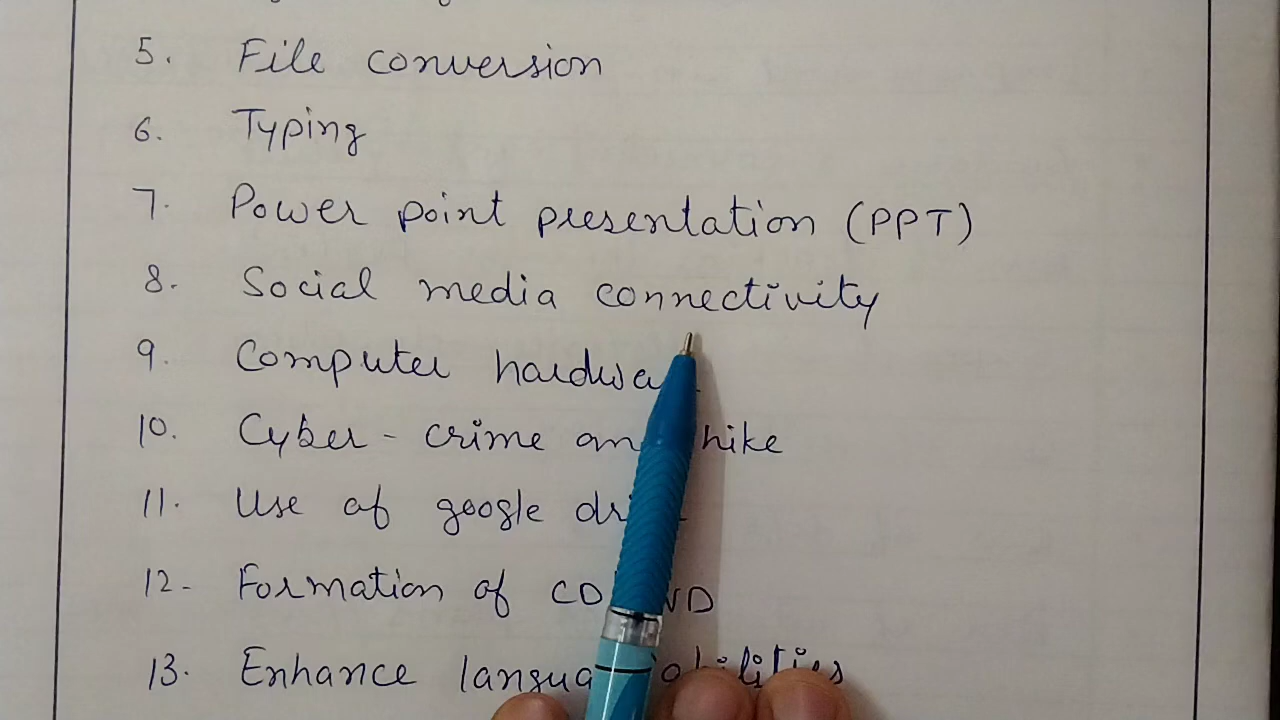 5. File conversion
6. Typing
7. Power point presentation (PPT)
8. Social media connectivity
9. Computer
10. Cyber - crime hike
11. Use of google
12- Formation of
13. Enhance